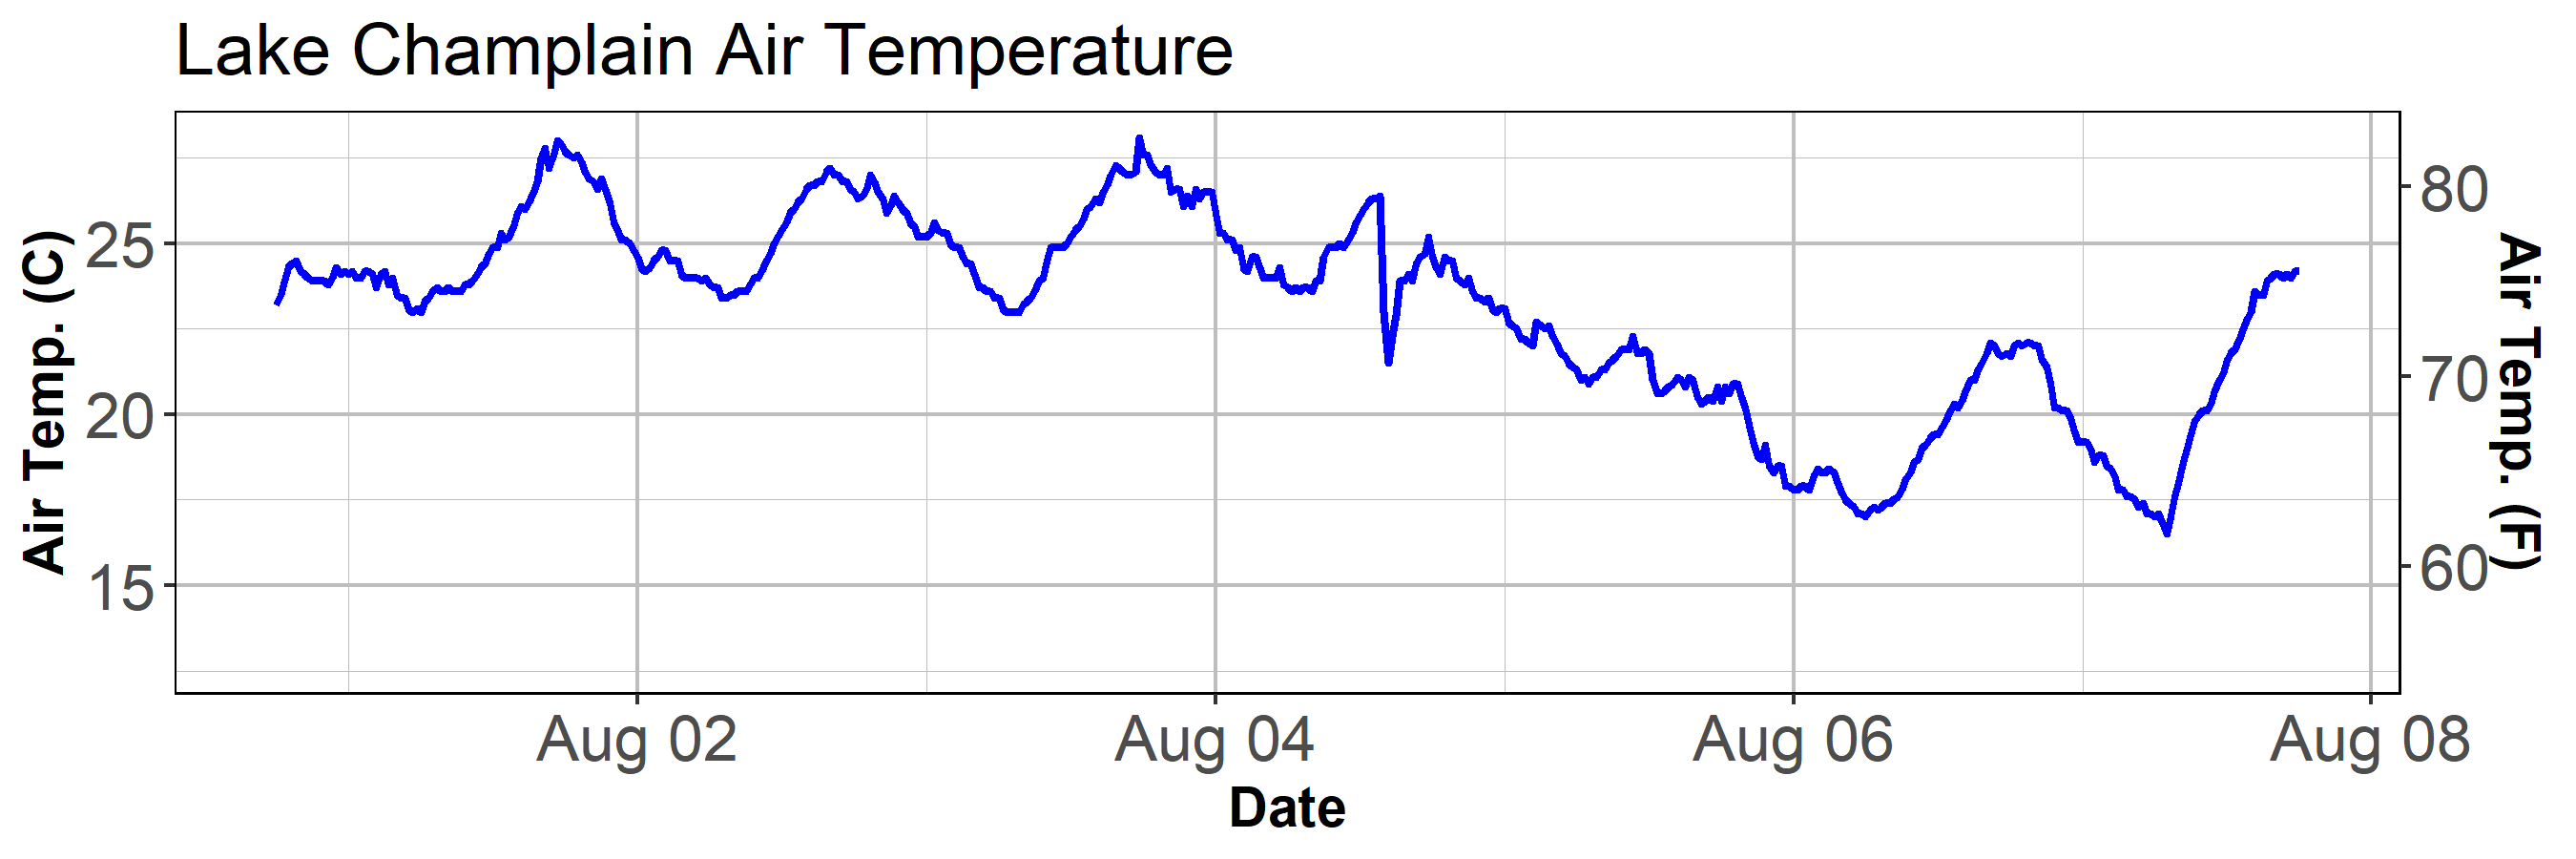 Lake Champlain Air Temperature
Air Temp. (C)
25
20
15
80
70
60
Air Temp. (F)
Aug 02
Aug 04
Aug 06
Aug 08
Date